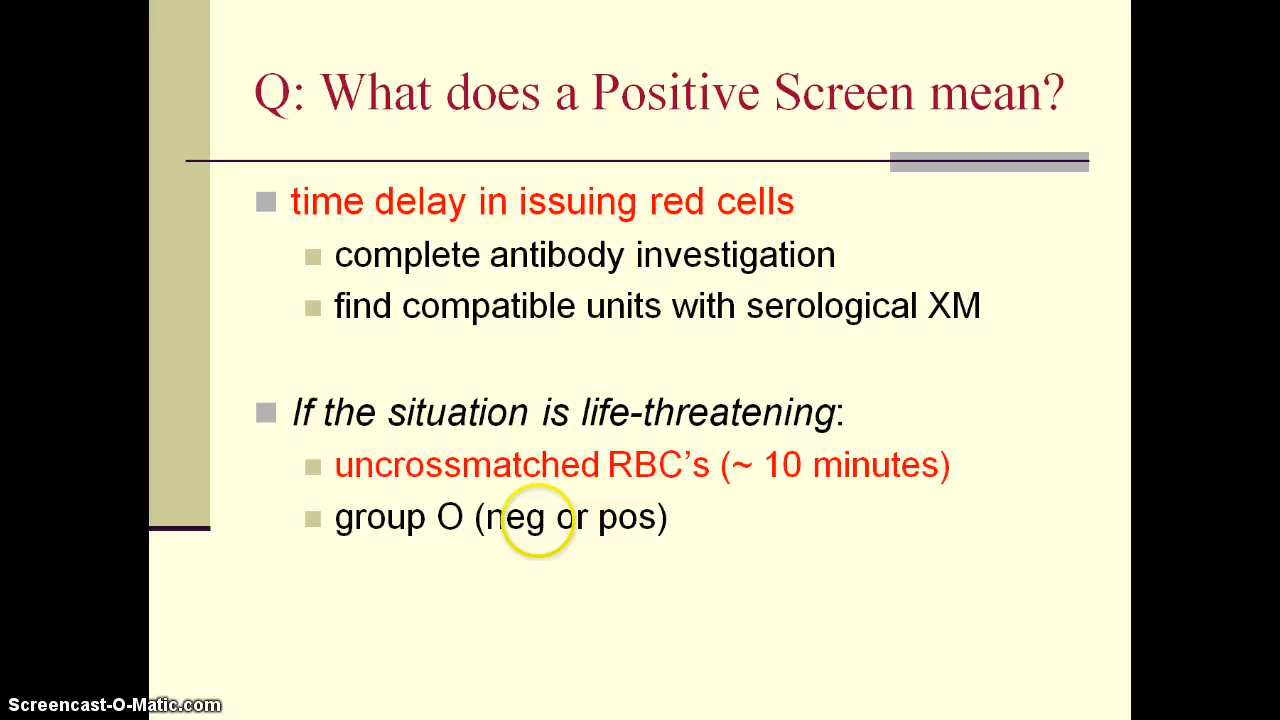 Q: What does a Positive Screen mean?
time delay in issuing red cells
complete antibody investigation
find compatible units with serological XM
If the situation is life-threatening:
uncrossmatched RBC’s (~ 10 minutes)
group O (neg or pos)
Screencast-O-Matic.com